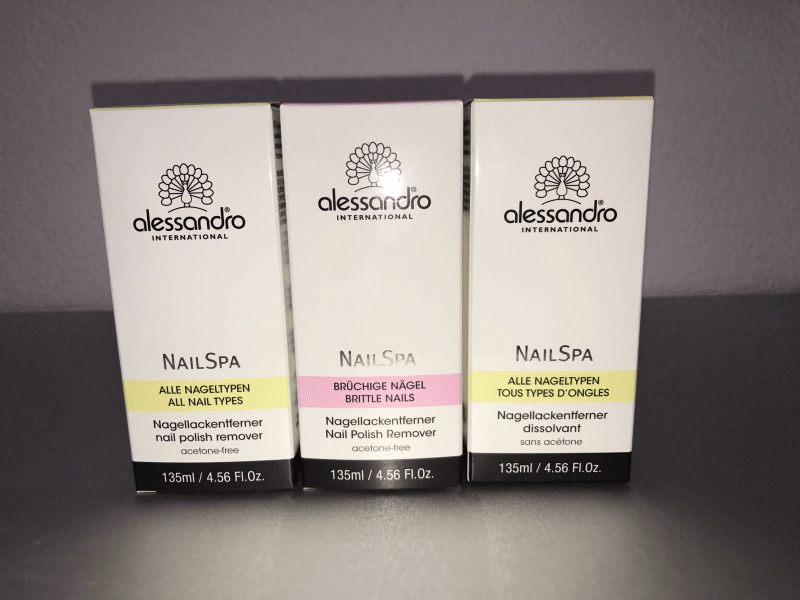 alessandro®
INTERNATIONAL
NAILSPA
ALLE NAGELTYPEN
ALL NAIL TYPES
Nagellackentferner
nail polish remover
acetone-free
135ml / 4.56 Fl.Oz.
alessandro®
INTERNATIONAL
NAILSPA
BRÜCHIGE NÄGEL
BRITTLE NAILS
Nagellackentferner
Nail Polish Remover
acetone-free
135ml / 4.56 Fl.Oz.
alessandro®
INTERNATIONAL
NAILSPA
ALLE NAGELTYPEN
TOUS TYPES D'ONGLES
Nagellackentferner
dissolvant
sans acétone
135ml / 4.56 Fl.Oz.